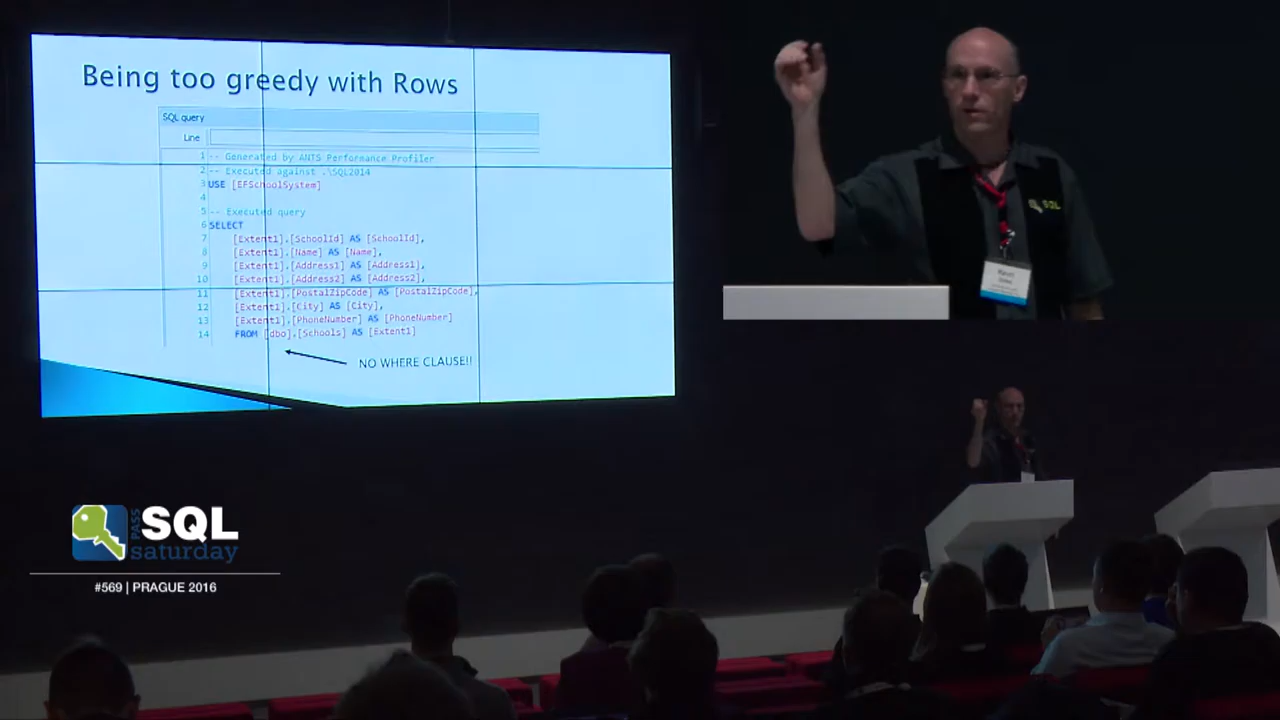 Being too greedy with Rows
SQL query
Line
1 -- Generated by ANTS Performance Profiler
2 -- Executed against .\SQL2014
3 USE [EFSchoolSystem]
4
5 -- Executed query
6 SELECT
7 [Extent1].[SchoolId] AS [SchoolId],
8 [Extent1].[Name] AS [Name],
9 [Extent1].[Address1] AS [Address1],
10 [Extent1].[Address2] AS [Address2],
11 [Extent1].[PostalZipCode] AS [PostalZipCode],
12 [Extent1].[City] AS [City],
13 [Extent1].[PhoneNumber] AS [PhoneNumber]
14 FROM [dbo].[Schools] AS [Extent1]
NO WHERE CLAUSE!!
SQL
PASS
SQL
saturday
#569 | PRAGUE 2016